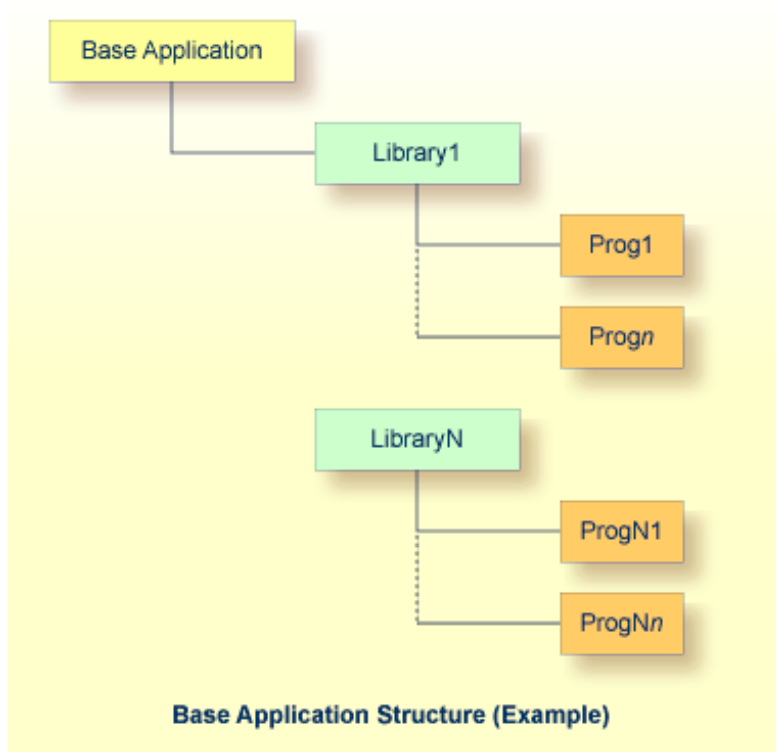 Base Application
Library1
Prog1
Progn
LibraryN
ProgN1
ProgNn
Base Application Structure (Example)